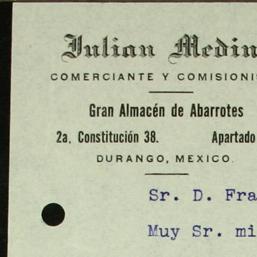 Julian Medin
COMERCIANTE Y COMISIONI
Gran Almacén de Abarrotes
2a. Constitución 38. Apartado
DURANGO, MEXICO.
Sr. D. Fra
Muy Sr. mi